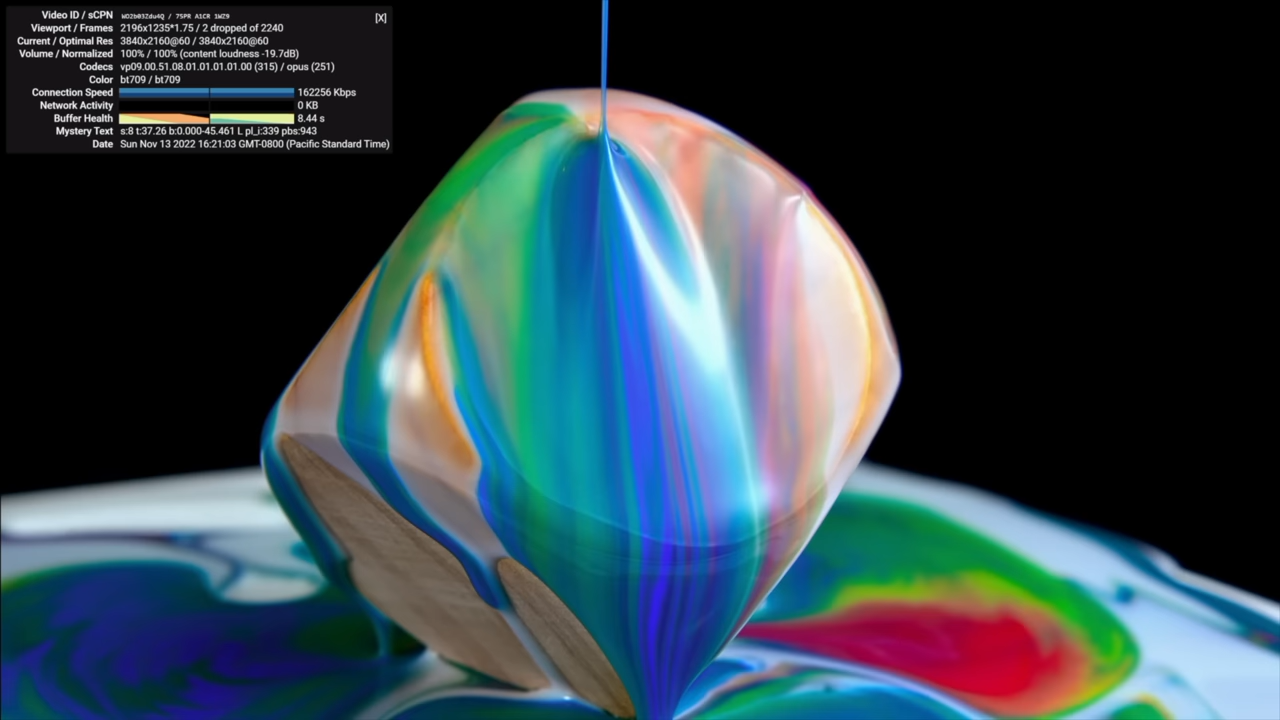 Video ID / sCPN WO2b03Zdu4Q / 75PR A1CR 1WZ9 [X]
Viewport / Frames 2196x1235*1.75 / 2 dropped of 2240
Current / Optimal Res 3840x2160@60 / 3840x2160@60
Volume / Normalized 100% / 100% (content loudness -19.7dB)
Codecs vp09.00.51.08.01.01.01.01.00 (315) / opus (251)
Color bt709 / bt709
Connection Speed 162256 Kbps
Network Activity 0 KB
Buffer Health 8.44 s
Mystery Text s:8 t:37.26 b:0.000-45.461 L pl_i:339 pbs:943
Date Sun Nov 13 2022 16:21:03 GMT-0800 (Pacific Standard Time)